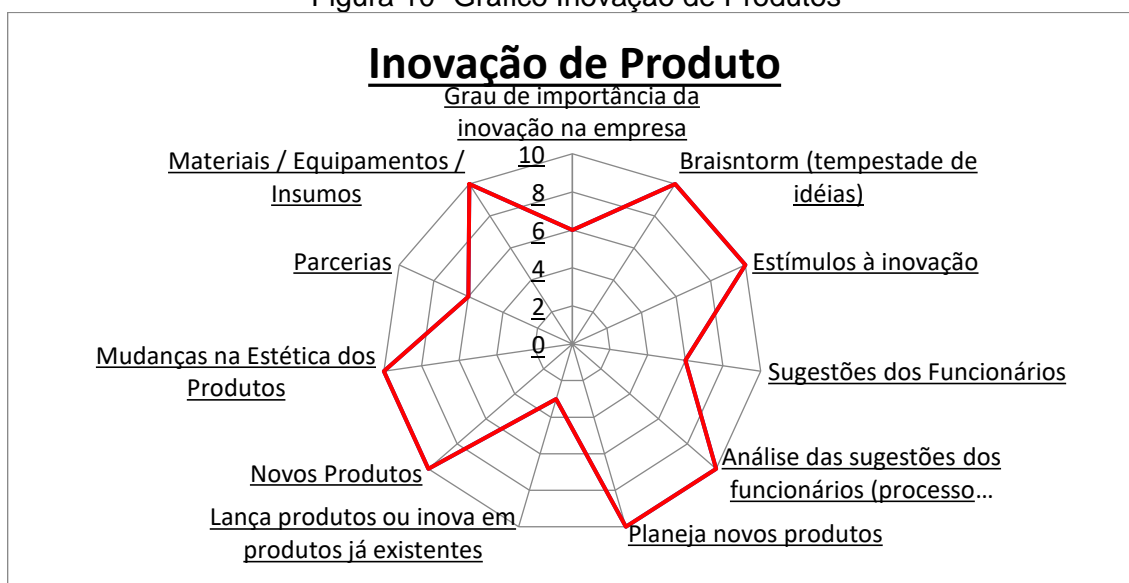 Figura 10- Gráfico Inovação de Produtos
Inovação de Produto
Grau de importância da
inovação na empresa
Braisntorm (tempestade de
idéias)
Estímulos à inovação
Sugestões dos Funcionários
Análise das sugestões dos
funcionários (processo...
Planeja novos produtos
Lança produtos ou inova em
produtos já existentes
Novos Produtos
Mudanças na Estética dos
Produtos
Parcerias
Materiais / Equipamentos /
Insumos
10
8
6
4
2
0